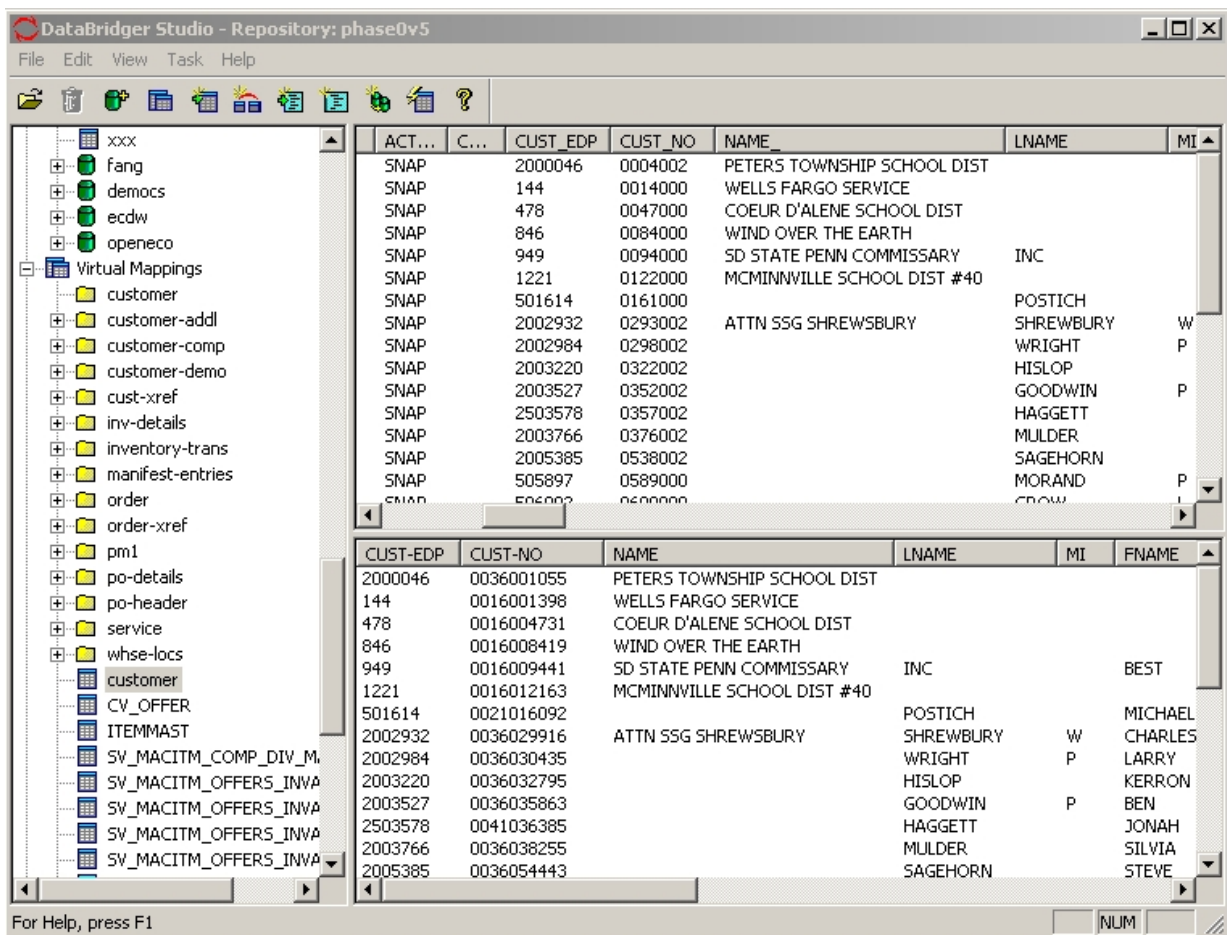 DataBridger Studio - Repository: phase0v5
File Edit View Task Help
xxx
fang
democs
ecdw
openeco
Virtual Mappings
customer
customer-addl
customer-comp
customer-demo
cust-xref
inv-details
inventory-trans
manifest-entries
order
order-xref
pm1
po-details
po-header
service
whse-locs
customer
CV_OFFER
ITEMMAST
SV_MACITM_COMP_DIV_M
SV_MACITM_OFFERS_INVA
SV_MACITM_OFFERS_INVA
SV_MACITM_OFFERS_INVA
SV_MACITM_OFFERS_INVA
ACT... C... CUST_EDP CUST_NO NAME_ LNAME MI
SNAP 2000046 0004002 PETERS TOWNSHIP SCHOOL DIST
SNAP 144 0014000 WELLS FARGO SERVICE
SNAP 478 0047000 COEUR D'ALENE SCHOOL DIST
SNAP 846 0084000 WIND OVER THE EARTH
SNAP 949 0094000 SD STATE PENN COMMISSARY INC
SNAP 1221 0122000 MCMINNVILLE SCHOOL DIST #40
SNAP 501614 0161000 POSTICH
SNAP 2002932 0293002 ATTN SSG SHREWSBURY SHREWBURY W
SNAP 2002984 0298002 WRIGHT P
SNAP 2003220 0322002 HISLOP
SNAP 2003527 0352002 GOODWIN P
SNAP 2503578 0357002 HAGGETT
SNAP 2003766 0376002 MULDER
SNAP 2005385 0538002 SAGEHORN
SNAP 505897 0589000 MORAND P
CUST-EDP CUST-NO NAME LNAME MI FNAME
2000046 0036001055 PETERS TOWNSHIP SCHOOL DIST
144 0016001398 WELLS FARGO SERVICE
478 0016004731 COEUR D'ALENE SCHOOL DIST
846 0016008419 WIND OVER THE EARTH
949 0016009441 SD STATE PENN COMMISSARY INC BEST
1221 0016012163 MCMINNVILLE SCHOOL DIST #40
501614 0021016092 POSTICH MICHAEL
2002932 0036029916 ATTN SSG SHREWSBURY SHREWBURY W CHARLES
2002984 0036030435 WRIGHT P LARRY
2003220 0036032795 HISLOP KERRON
2003527 0036035863 GOODWIN P BEN
2503578 0041036385 HAGGETT JONAH
2003766 0036038255 MULDER SILVIA
2005385 0036054443 SAGEHORN STEVE
For Help, press F1
NUM